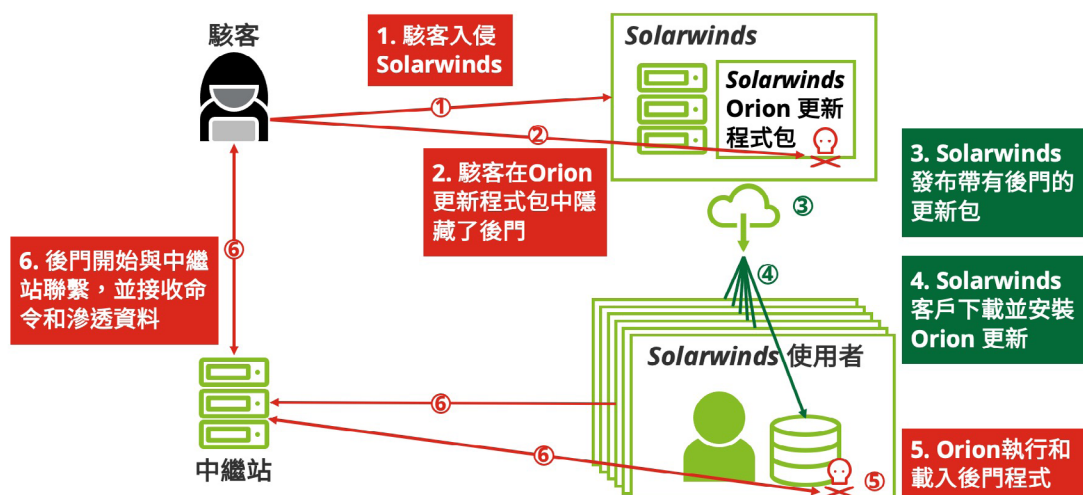 駭客
1. 駭客入侵
Solarwinds
Solarwinds
Solarwinds
Orion 更新
程式包
①
②
2. 駭客在Orion
更新程式包中隱
藏了後門
3. Solarwinds
發布帶有後門的
更新包
③
6. 後門開始與中繼
站聯繫，並接收命
令和滲透資料
⑥
④
4. Solarwinds
客戶下載並安裝
Orion 更新
Solarwinds 使用者
⑥
⑥
中繼站
⑤
5. Orion執行和
載入後門程式